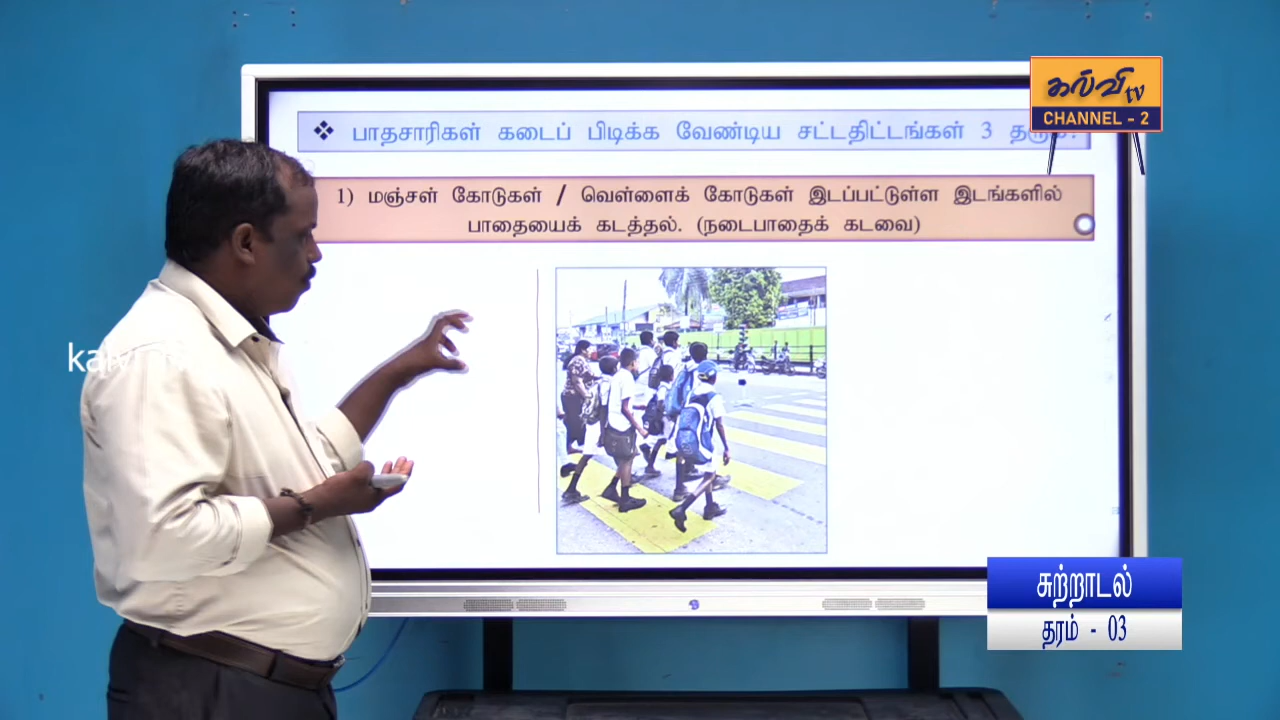 கல்வி tv
CHANNEL - 2
❖ பாதசாரிகள் கடைப் பிடிக்க வேண்டிய சட்டதிட்டங்கள் 3
1) மஞ்சள் கோடுகள் / வெள்ளைக் கோடுகள் இடப்பட்டுள்ள இடங்களில்
பாதையைக் கடத்தல். (நடைபாதைக் கடவை)
சுற்றாடல்
தரம் - 03